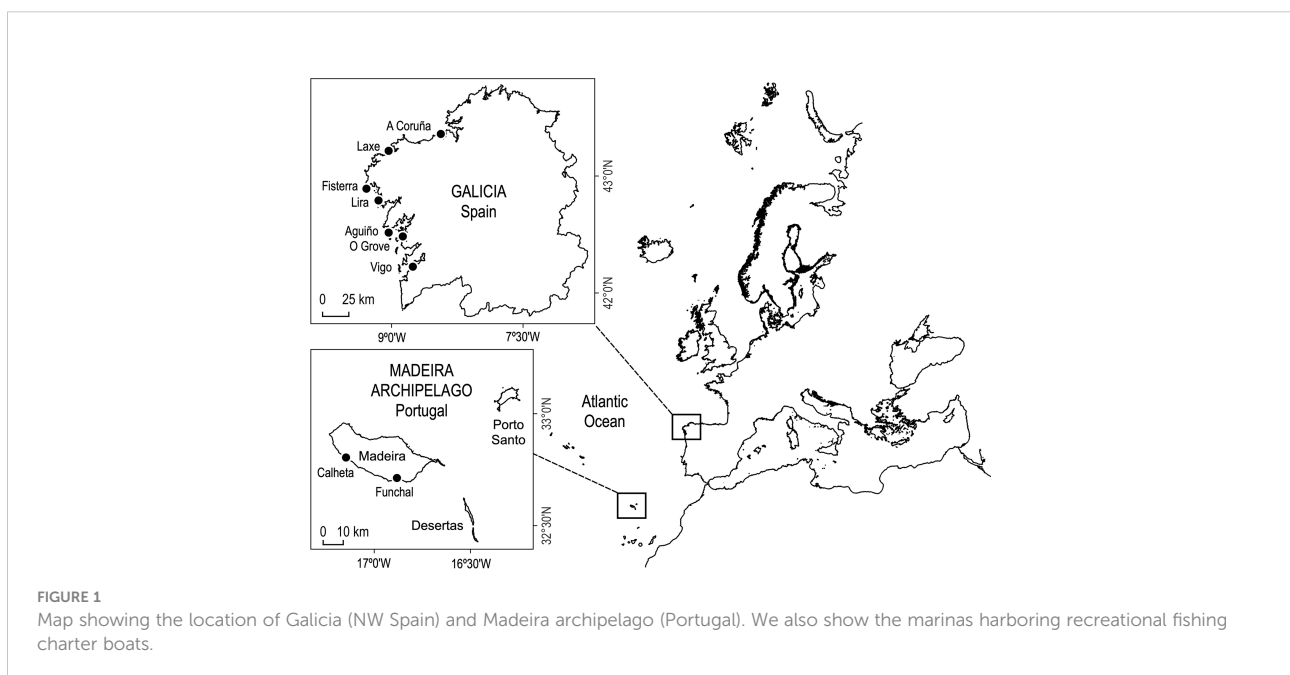 A Coruña
Laxe
Fisterra
Lira
Aguiño
O Grove
Vigo
GALICIA
Spain
0 25 km
43°0'N
42°0'N
9°0'W
7°30'W
MADEIRA
ARCHIPELAGO
Portugal
Porto
Santo
Madeira
Calheta
Funchal
Desertas
0 10 km
33°0'N
32°30'N
17°0'W
16°30'W
Atlantic
Ocean
FIGURE 1
Map showing the location of Galicia (NW Spain) and Madeira archipelago (Portugal). We also show the marinas harboring recreational fishing
charter boats.